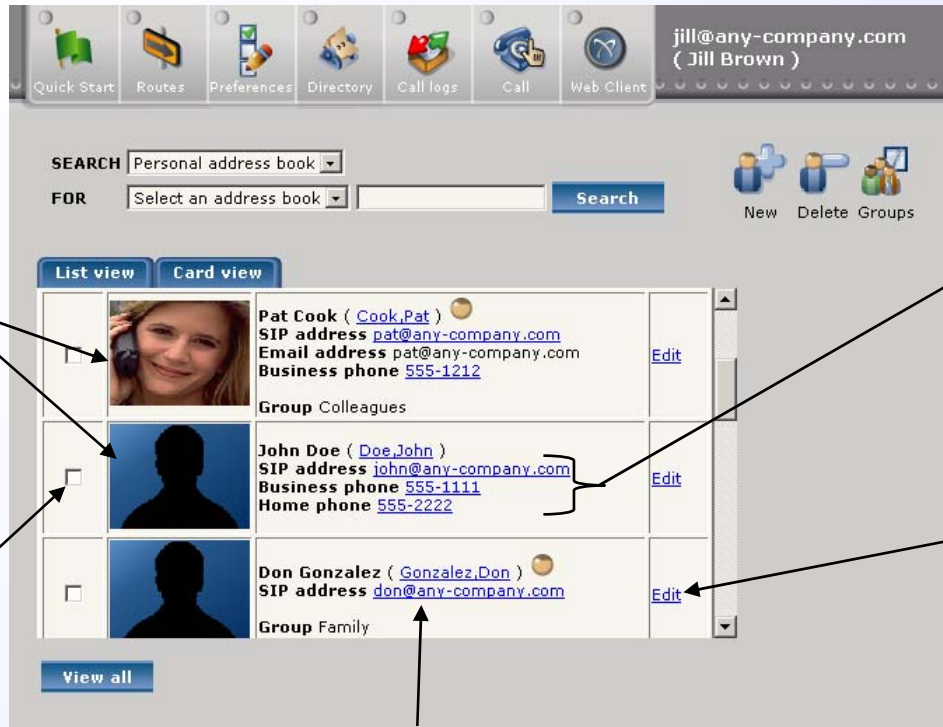 Quick Start Routes Preferences Directory Call logs Call Web Client
jill@any-company.com
( Jill Brown )
SEARCH Personal address book
FOR Select an address book Search
New Delete Groups
List view Card view
Pat Cook ( Cook,Pat )
SIP address pat@any-company.com
Email address pat@any-company.com
Business phone 555-1212
Edit
Group Colleagues
John Doe ( Doe,John )
SIP address john@any-company.com
Business phone 555-1111
Home phone 555-2222
Edit
Don Gonzalez ( Gonzalez,Don )
SIP address don@any-company.com
Edit
Group Family
View all